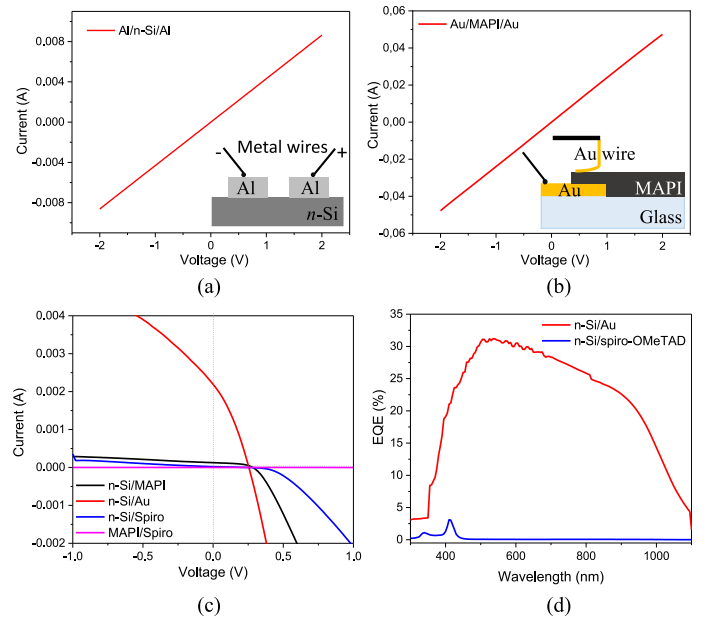 Al/n-Si/Al
0,008
0,004
0,000
-0,004
-0,008
Current (A)
- Metal wires +
Al Al
n-Si
-2 -1 0 1 2
Voltage (V)
(a)
Au/MAPI/Au
0,06
0,04
0,02
0,00
-0,02
-0,04
-0,06
Current (A)
Au wire
Au MAPI
Glass
-2 -1 0 1 2
Voltage (V)
(b)
0.004
0.003
0.002
0.001
0.000
-0.001
-0.002
Current (A)
n-Si/MAPI
n-Si/Au
n-Si/Spiro
MAPI/Spiro
-1.0 -0.5 0.0 0.5 1.0
Voltage (V)
(c)
n-Si/Au
n-Si/spiro-OMeTAD
35
30
25
20
15
10
5
0
EQE (%)
400 600 800 1000
Wavelength (nm)
(d)